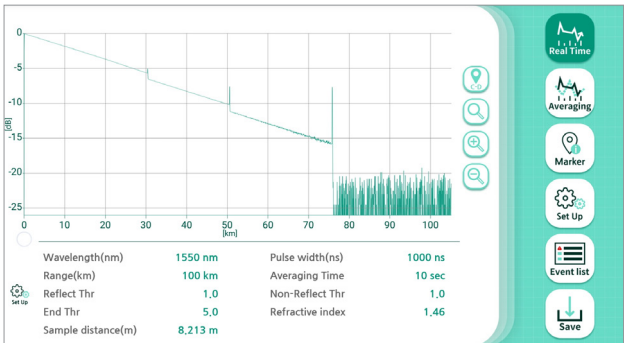 0
-5
-10
-15
-20
-25
[dB]
0 10 20 30 40 50 60 70 80 90 100
[km]
C-D
Real Time
Averaging
Marker
Set Up
Event list
Save
Wavelength(nm) 1550 nm Pulse width(ns) 1000 ns
Range(km) 100 km Averaging Time 10 sec
Set Up
Reflect Thr 1.0 Non-Reflect Thr 1.0
End Thr 5.0 Refractive index 1.46
Sample distance(m) 8.213 m